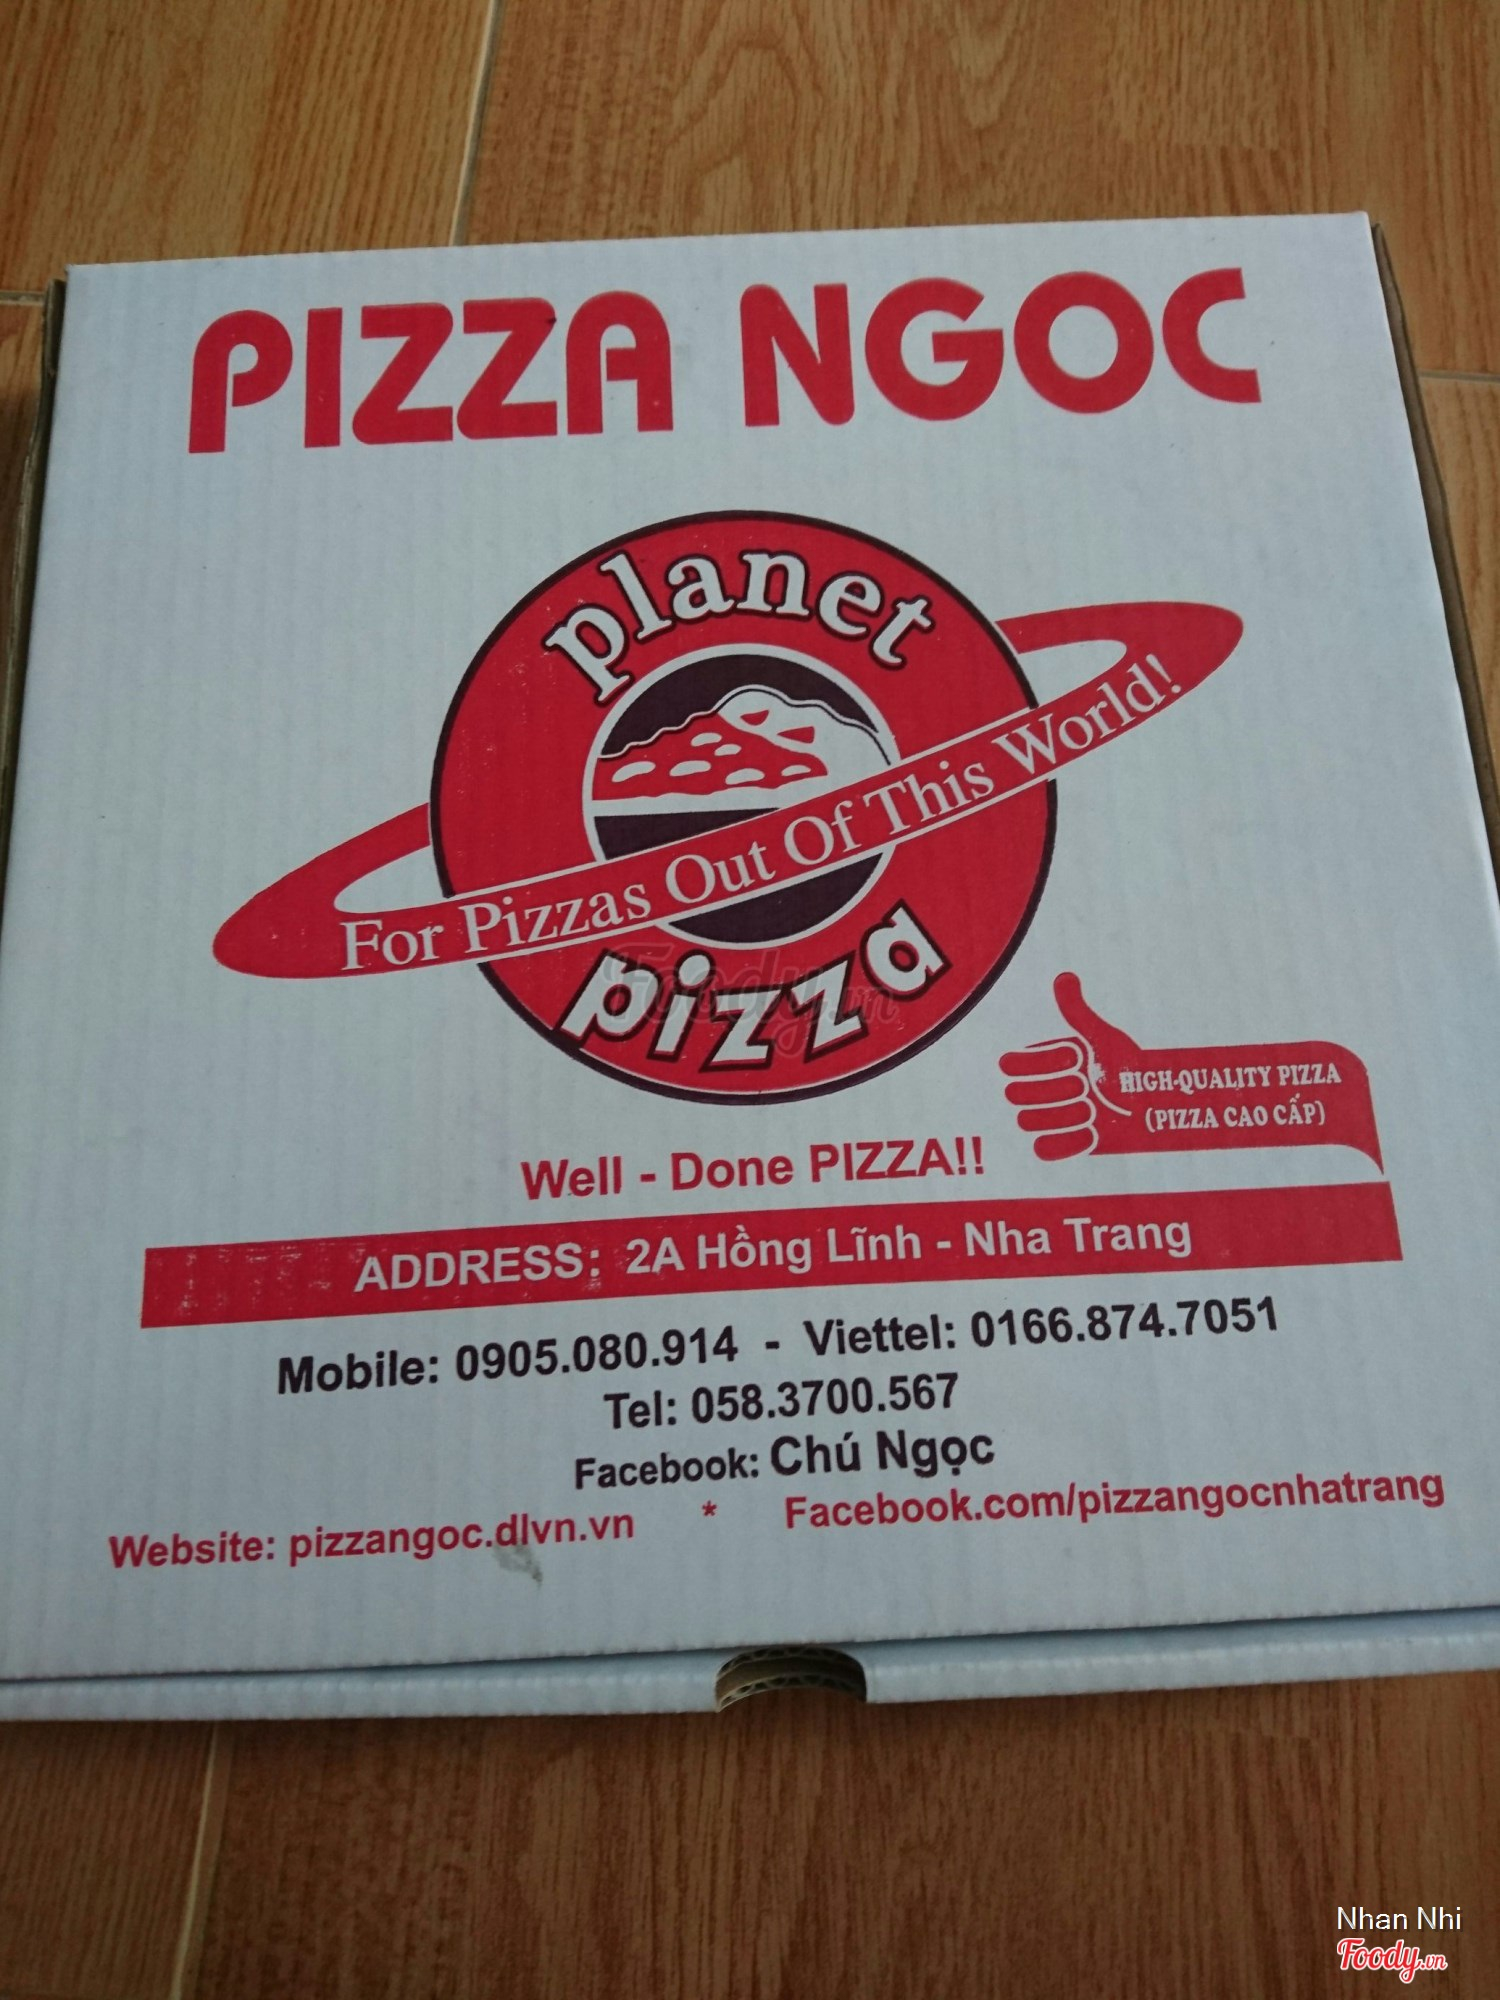 PIZZA NGOC
planet
For Pizzas Out Of This World!
pizza
HIGH-QUALITY PIZZA
(PIZZA CAO CẤP)
Well - Done PIZZA!!
ADDRESS: 2A Hồng Lĩnh - Nha Trang
Mobile: 0905.080.914 - Viettel: 0166.874.7051
Tel: 058.3700.567
Facebook: Chú Ngọc
Website: pizzangoc.dlvn.vn * Facebook.com/pizzangocnhatrang
Foody.vn
Nhan Nhi
Foody.vn